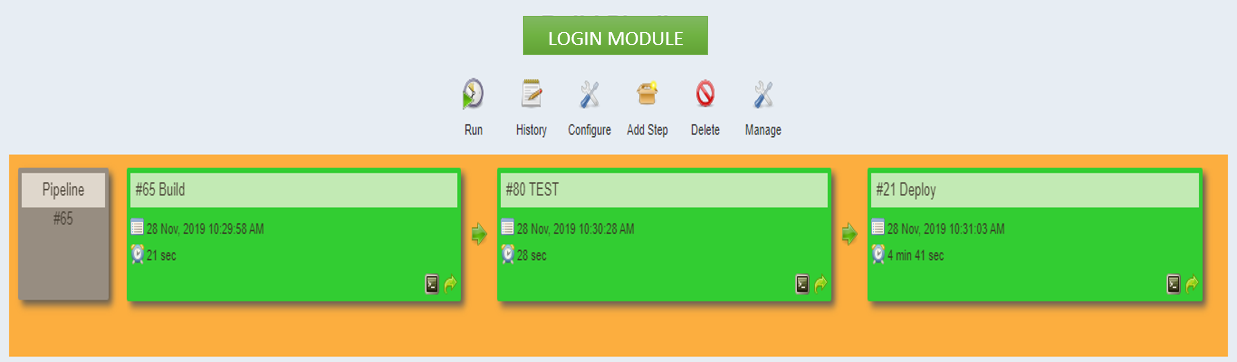 LOGIN MODULE
Run History Configure Add Step Delete Manage
Pipeline
#65
#65 Build
28 Nov, 2019 10:29:58 AM
21 sec
#80 TEST
28 Nov, 2019 10:30:28 AM
28 sec
#21 Deploy
28 Nov, 2019 10:31:03 AM
4 min 41 sec